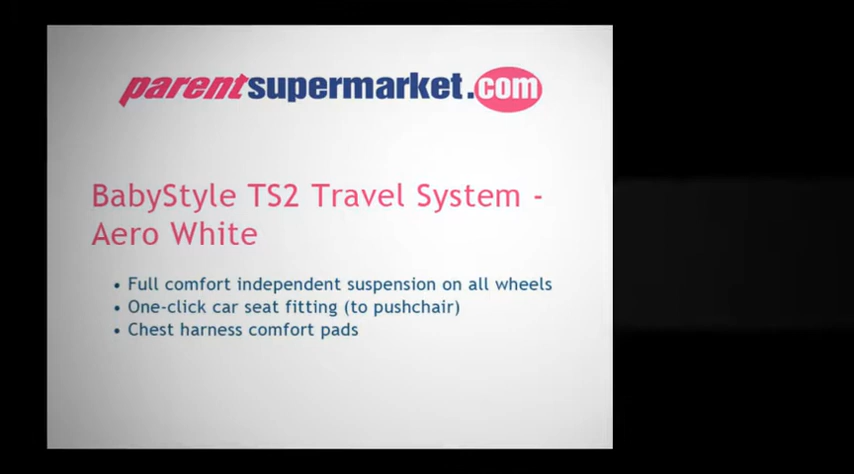 parentsupermarket.com
BabyStyle TS2 Travel System -
Aero White
• Full comfort independent suspension on all wheels
• One-click car seat fitting (to pushchair)
• Chest harness comfort pads